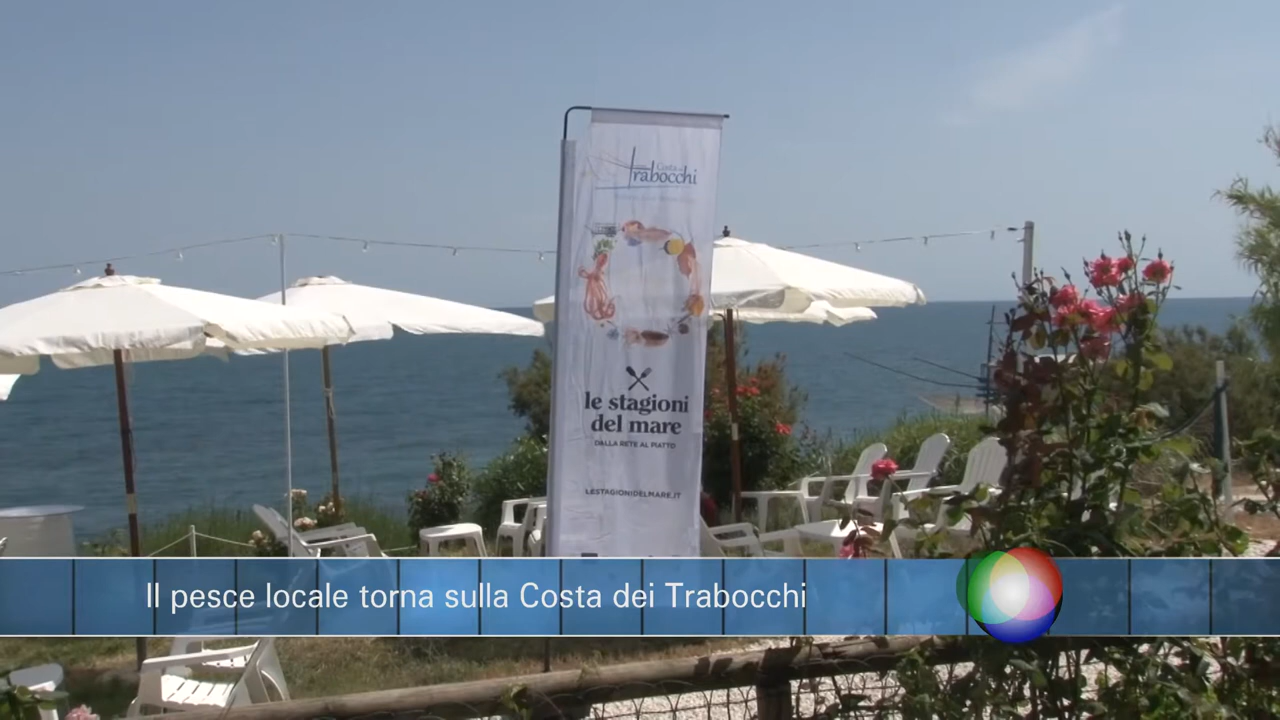 Costa dei
Trabocchi
le stagioni
del mare
DALLA RETE AL PIATTO
LESTAGIONIDELMARE.IT
Il pesce locale torna sulla Costa dei Trabocchi